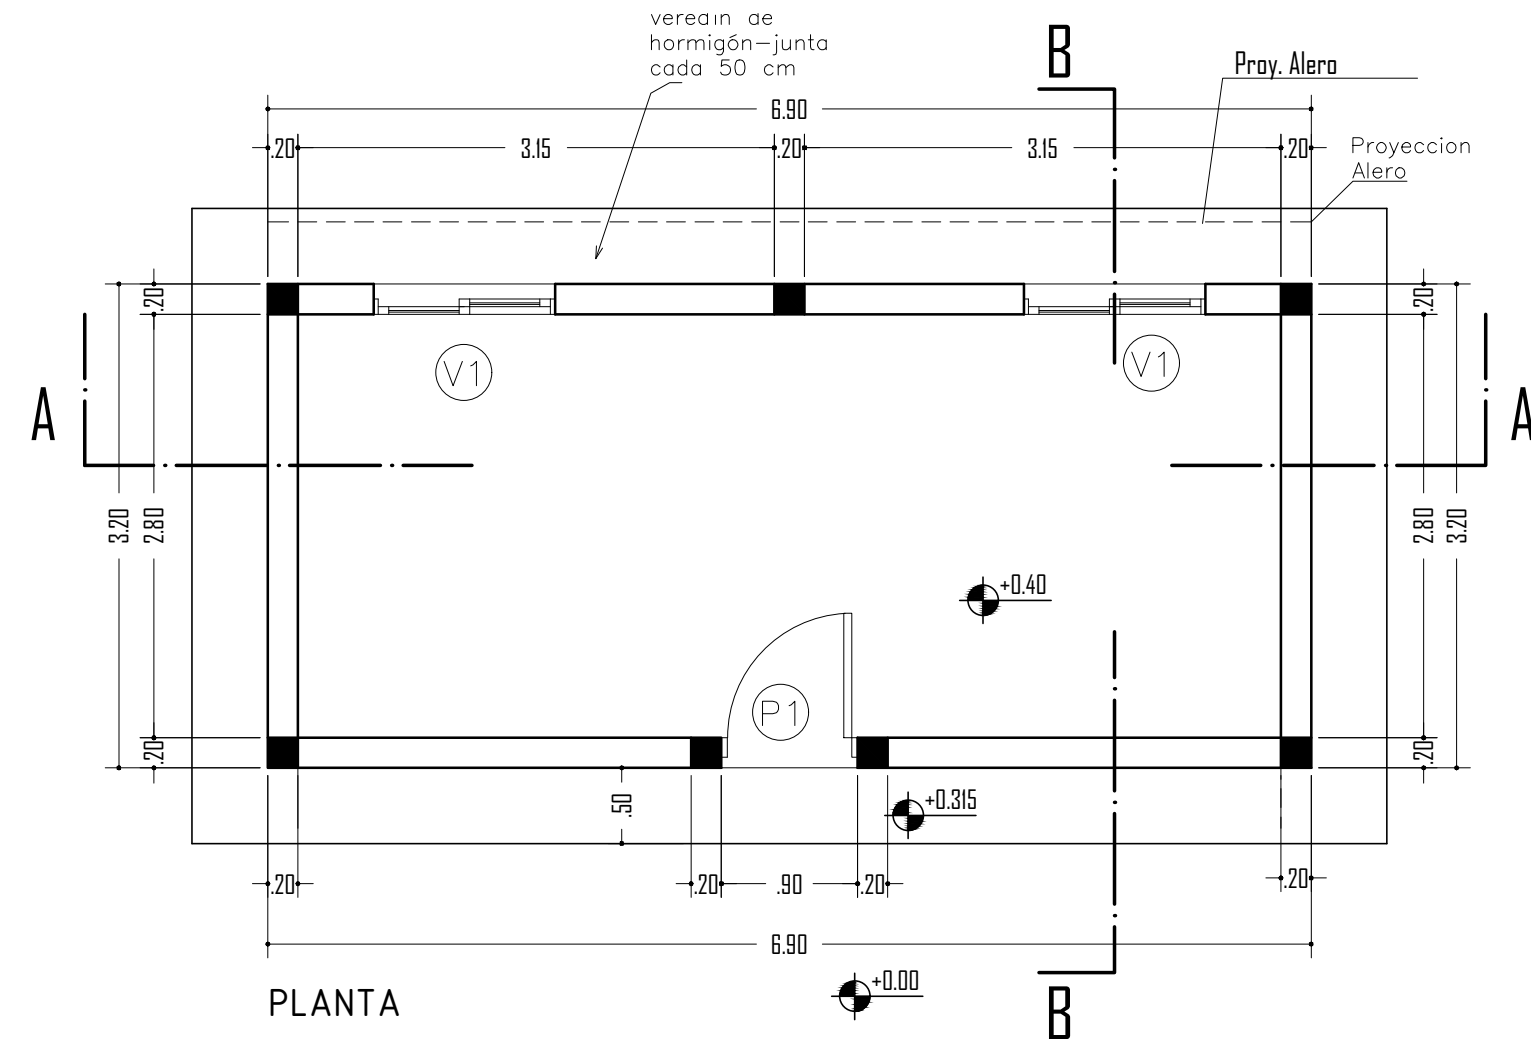 veredin de
hormigón-junta
cada 50 cm
B
Proy. Alero
6.90
.20
3.15
.20
3.15
.20
Proyeccion
Alero
.20
.20
V1
V1
A
A
3.20
2.80
2.80
3.20
+0.40
P1
.20
.20
.50
+0.315
.20
.20
.90
.20
.20
6.90
+0.00
PLANTA
B